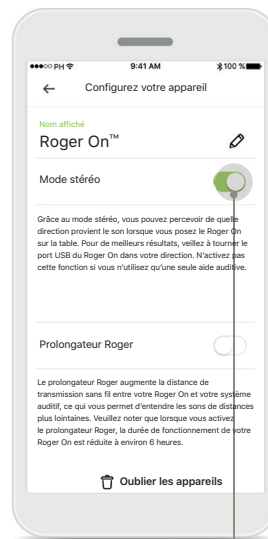 ●●●○○ PH 9:41 AM 100 %
Configurez votre appareil
Nom affiché
Roger On™
Mode stéréo
Grâce au mode stéréo, vous pouvez percevoir de quelle
direction provient le son lorsque vous posez le Roger On
sur la table. Pour de meilleurs résultats, veillez à tourner le
port USB du Roger On dans votre direction. N'activez pas
cette fonction si vous n'utilisez qu'une seule aide auditive.
Prolongateur Roger
Le prolongateur Roger augmente la distance de
transmission sans fil entre votre Roger On et votre système
auditif, ce qui vous permet d'entendre les sons de distances
plus lointaines. Veuillez noter que lorsque vous activez
le prolongateur Roger, la durée de fonctionnement de votre
Roger On est réduite à environ 6 heures.
Oublier les appareils